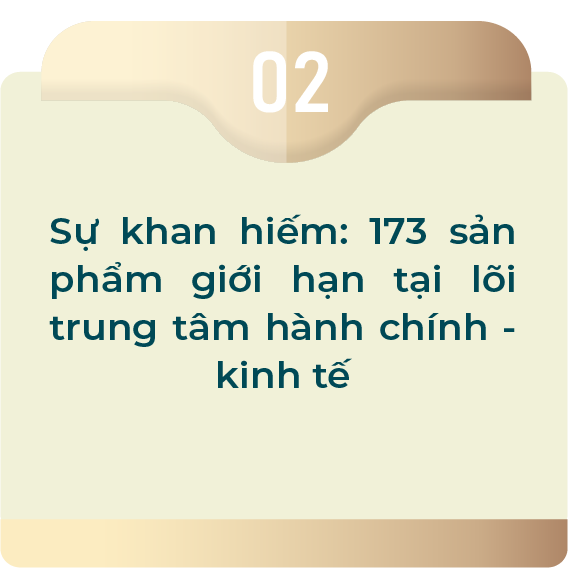 02
Sự khan hiếm: 173 sản
phẩm giới hạn tại lõi
trung tâm hành chính -
kinh tế